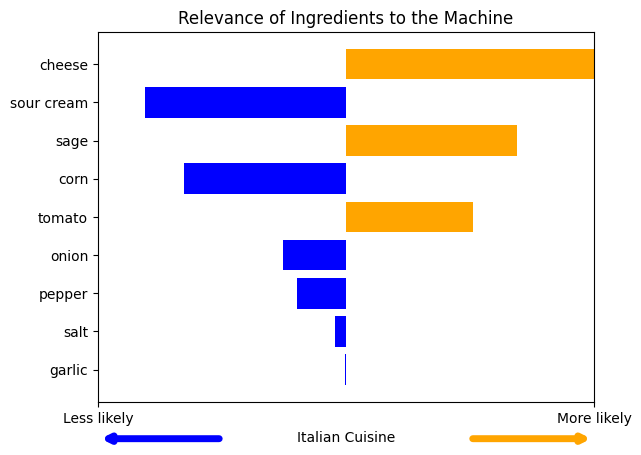 Relevance of Ingredients to the Machine
cheese
sour cream
sage
corn
tomato
onion
pepper
salt
garlic
Less likely
More likely
Italian Cuisine